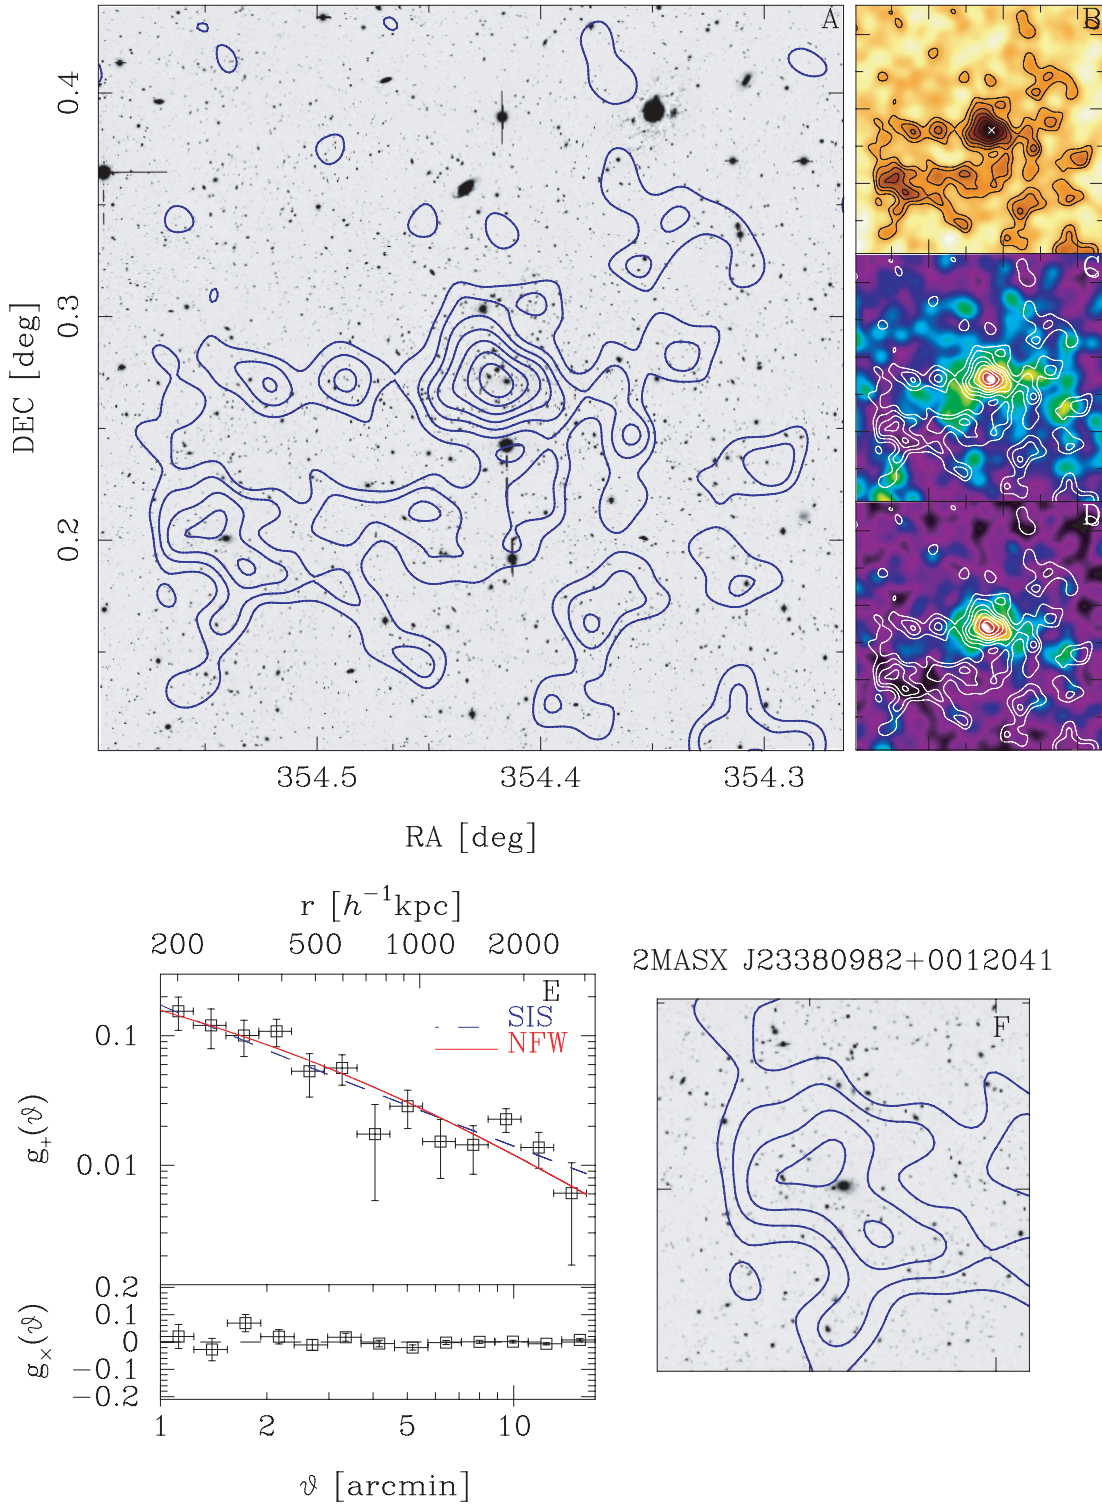 A
B
C
D
0.4
0.3
0.2
DEC [deg]
354.5 354.4 354.3
RA [deg]
r [h⁻¹kpc]
200 500 1000 2000
2MASX J23380982+0012041
E
SIS
NFW
F
0.1
0.01
g₊(ϑ)
0.2
0.1
0
−0.1
−0.2
g×(ϑ)
1 2 5 10
ϑ [arcmin]